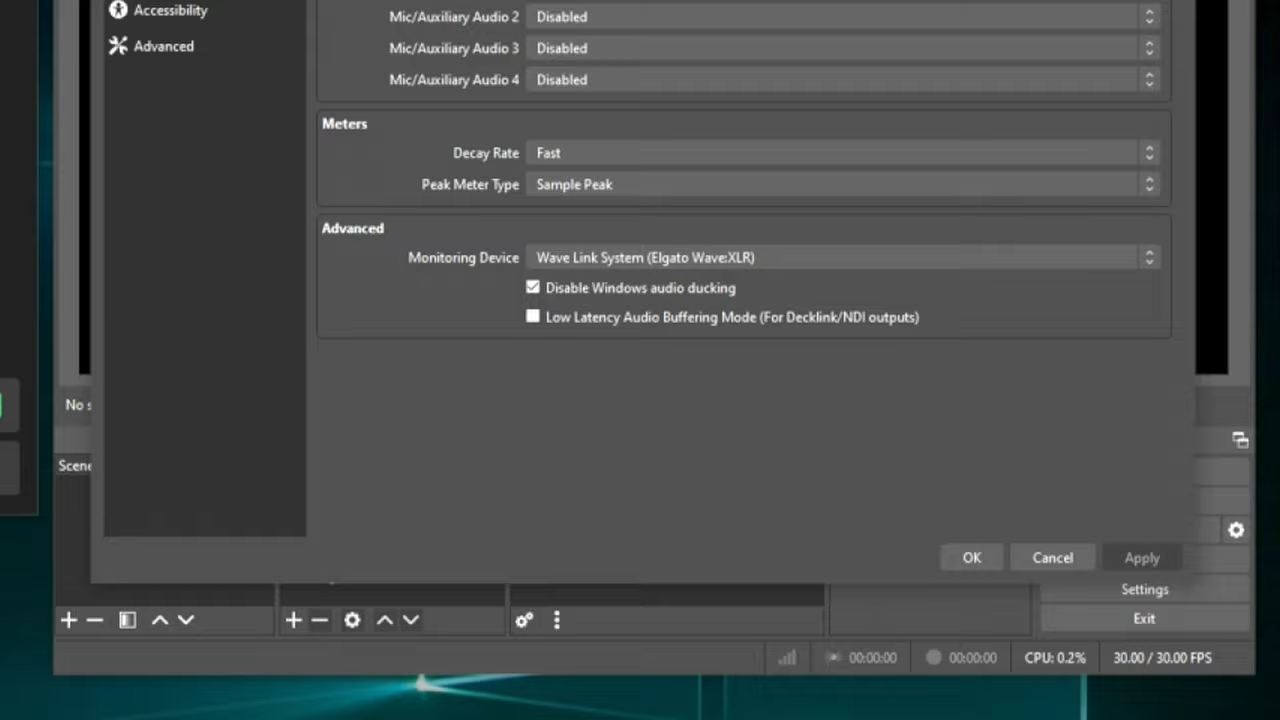 Accessibility
Advanced
Mic/Auxiliary Audio 2 Disabled
Mic/Auxiliary Audio 3 Disabled
Mic/Auxiliary Audio 4 Disabled
Meters
Decay Rate Fast
Peak Meter Type Sample Peak
Advanced
Monitoring Device Wave Link System (Elgato Wave:XLR)
Disable Windows audio ducking
Low Latency Audio Buffering Mode (For Decklink/NDI outputs)
No s
Scene
OK Cancel Apply
Settings
Exit
00:00:00 00:00:00 CPU: 0.2% 30.00 / 30.00 FPS